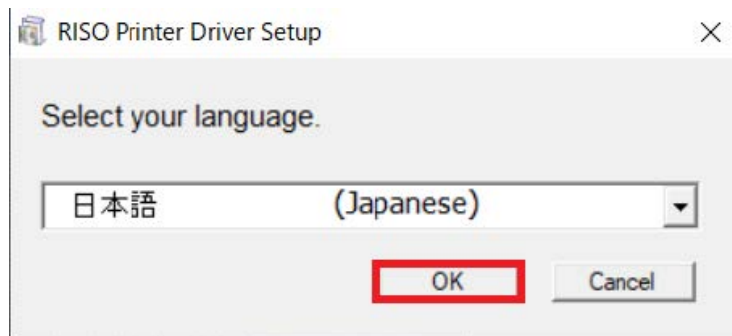 RISO Printer Driver Setup
Select your language.
日本語 (Japanese)
OK Cancel